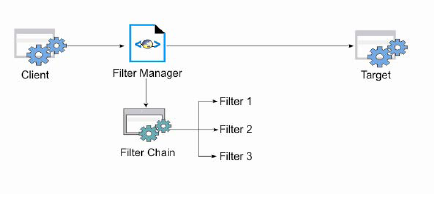 Client
Filter Manager
Target
Filter 1
Filter 2
Filter Chain
Filter 3